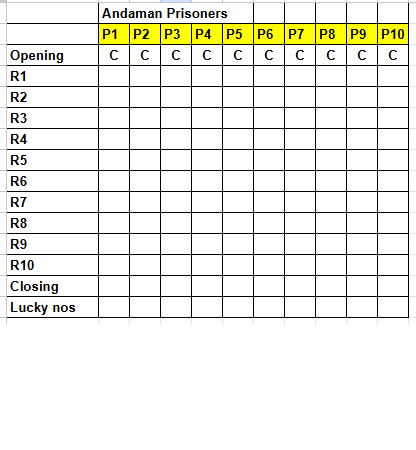 Andaman Prisoners
P1 P2 P3 P4 P5 P6 P7 P8 P9 P10
Opening C C C C C C C C C C
R1
R2
R3
R4
R5
R6
R7
R8
R9
R10
Closing
Lucky nos